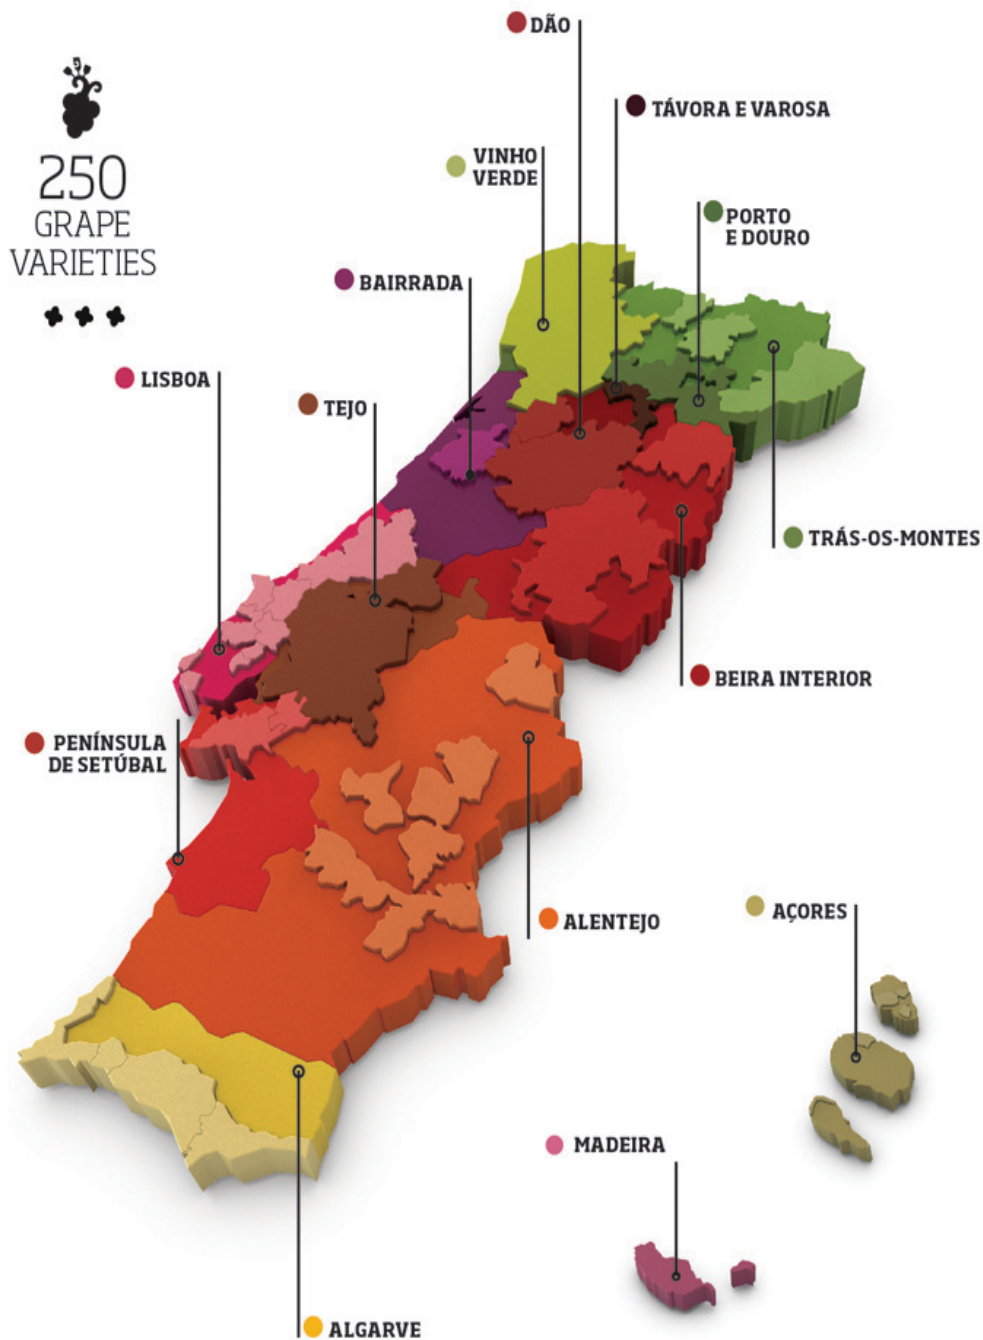 DÃO
TÁVORA E VAROSA
VINHO
VERDE
250
GRAPE
VARIETIES
PORTO
E DOURO
BAIRRADA
LISBOA
TEJO
TRÁS-OS-MONTES
BEIRA INTERIOR
PENÍNSULA
DE SETÚBAL
ALENTEJO
AÇORES
MADEIRA
ALGARVE